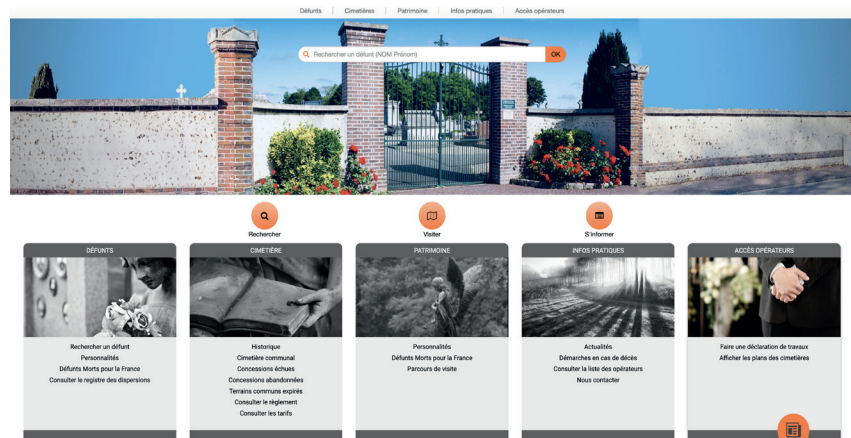 Défunts
Cimetières
Patrimoine
Infos pratiques
Accès opérateurs
Rechercher un défunt (NOM Prénom)
OK
Rechercher
Visiter
S'informer
DÉFUNTS
Rechercher un défunt
Personnalités
Défunts Morts pour la France
Consulter le registre des dispersions
CIMETIÈRE
Historique
Cimetière communal
Concessions échues
Concessions abandonnées
Terrains communs expirés
Consulter le règlement
Consulter les tarifs
PATRIMOINE
Personnalités
Défunts Morts pour la France
Parcours de visite
INFOS PRATIQUES
Actualités
Démarches en cas de décès
Consulter la liste des opérateurs
Nous contacter
ACCÈS OPÉRATEURS
Faire une déclaration de travaux
Afficher les plans des cimetières